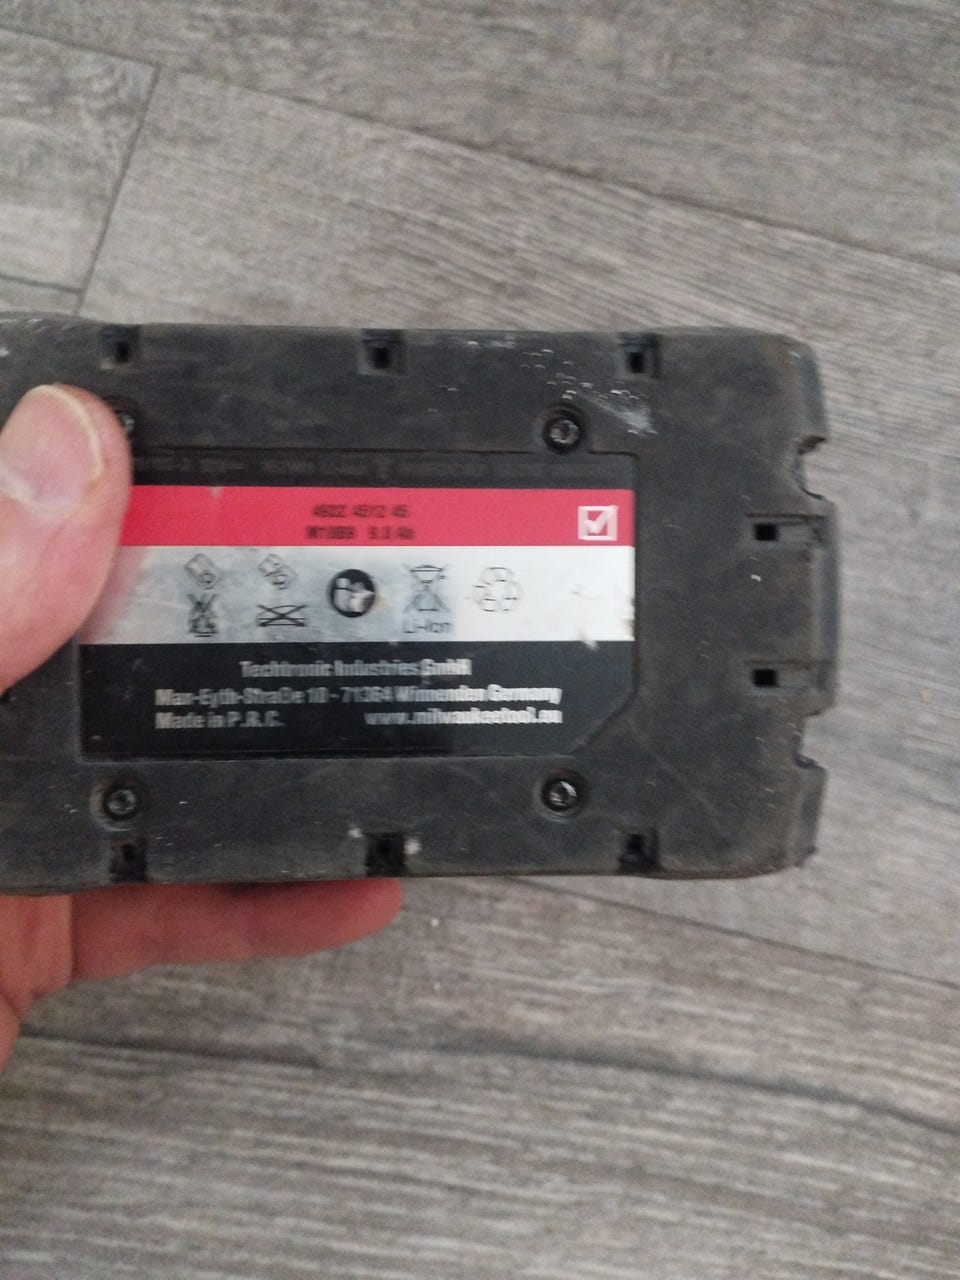 4932 4512 45
M18B9 9.0 Ah
Li-Ion
Techtronic Industries GmbH
Max-Eyth-Straße 10 - 71364 Winnenden Germany
Made in P.R.C. www.milwaukeetool.eu